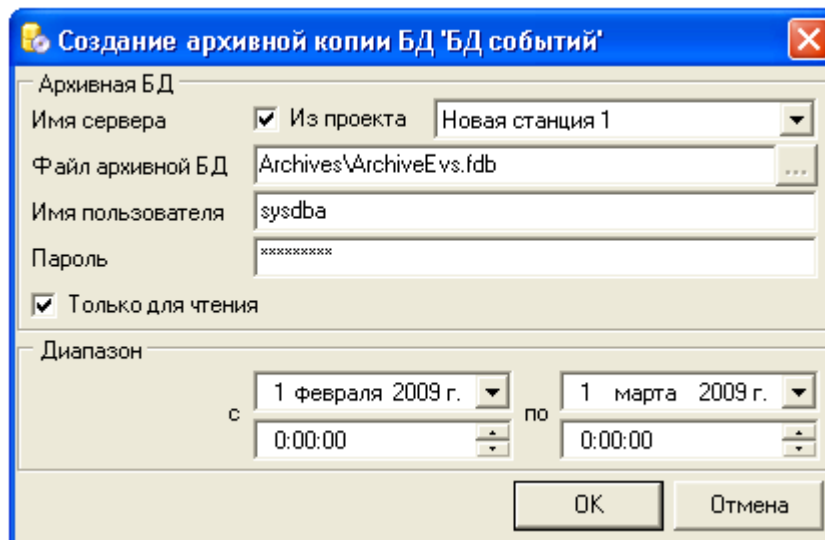 Создание архивной копии БД 'БД событий'
Архивная БД
Имя сервера Из проекта Новая станция 1
Файл архивной БД Archives\ArchiveEvs.fdb ...
Имя пользователя sysdba
Пароль *********
Только для чтения
Диапазон
с 1 февраля 2009 г. по 1 марта 2009 г.
0:00:00 0:00:00
OK Отмена